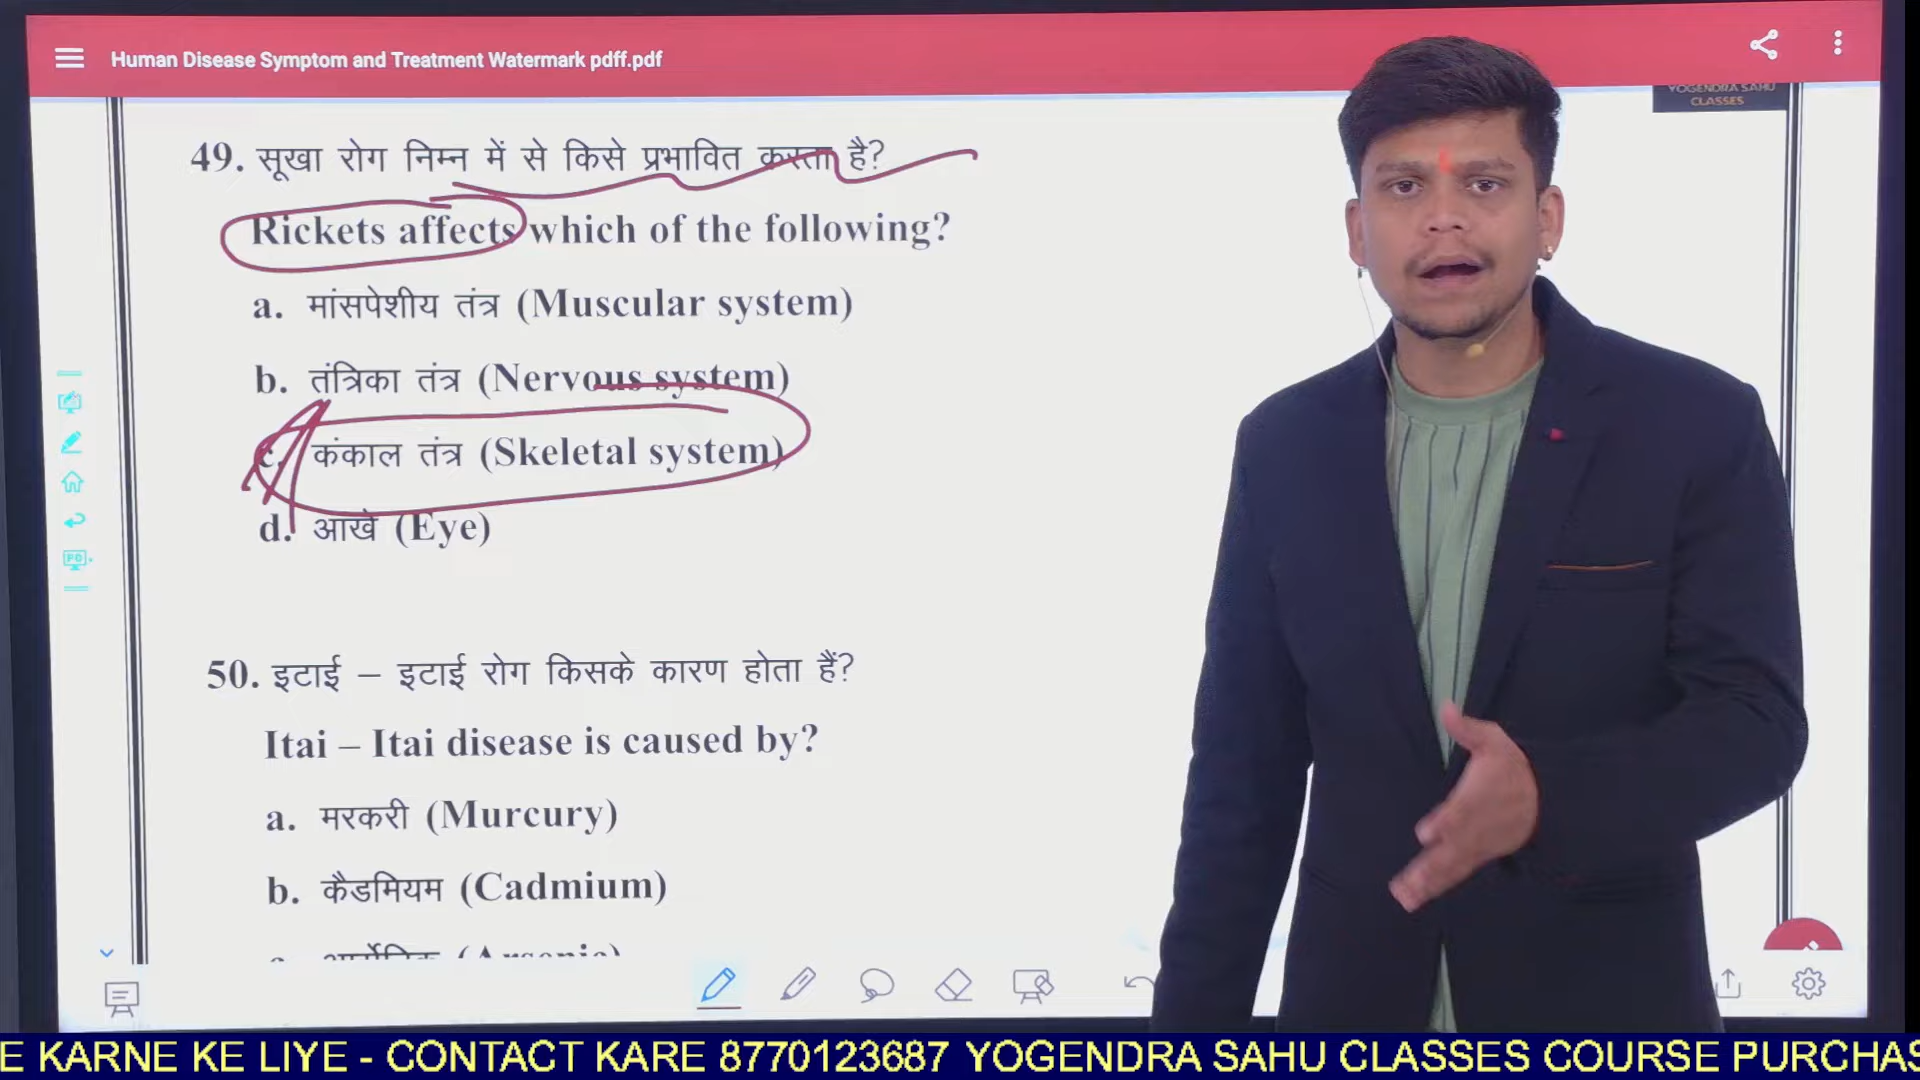 Human Disease Symptom and Treatment Watermark pdff.pdf
YOGENDRA SAHU
CLASSES
49. सूखा रोग निम्न में से किसे प्रभावित करता है?
Rickets affects which of the following?
a. मांसपेशीय तंत्र (Muscular system)
b. तंत्रिका तंत्र (Nervous system)
c. कंकाल तंत्र (Skeletal system)
d. आखे (Eye)
50. इटाई – इटाई रोग किसके कारण होता हैं?
Itai – Itai disease is caused by?
a. मरकरी (Murcury)
b. कैडमियम (Cadmium)
(Arsenic)
E KARNE KE LIYE - CONTACT KARE 8770123687 YOGENDRA SAHU CLASSES COURSE PURCHAS